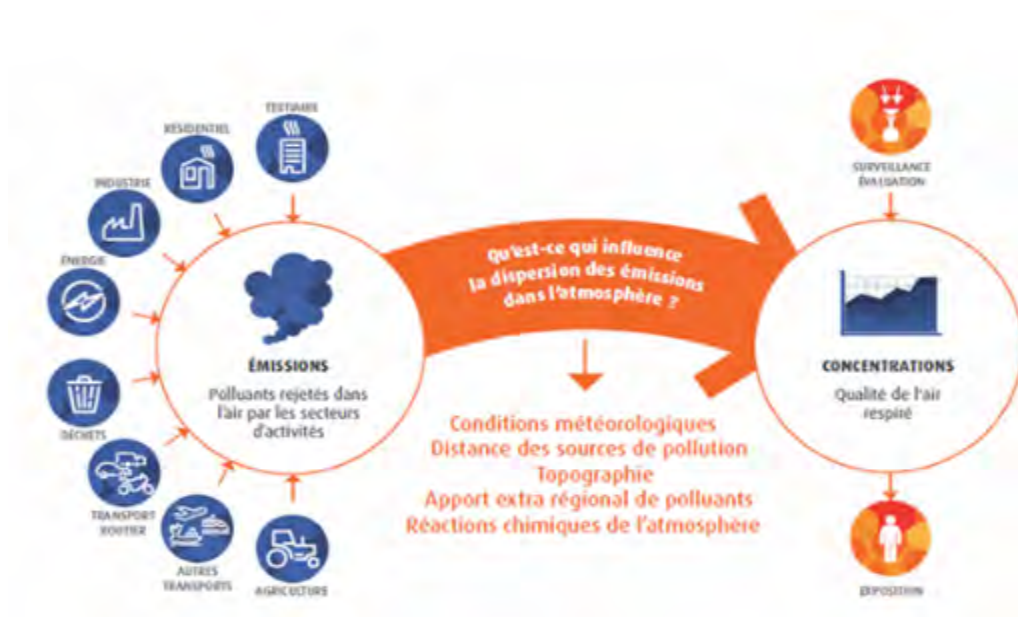 TERTIAIRE
RÉSIDENTIEL
INDUSTRIE
ÉNERGIE
DÉCHETS
TRANSPORT
ROUTIER
AUTRES
TRANSPORTS
AGRICULTURE
ÉMISSIONS
Polluants rejetés dans
l'air par les secteurs
d'activités
Qu'est-ce qui influence
la dispersion des émissions
dans l'atmosphère ?
Conditions météorologiques
Distance des sources de pollution
Topographie
Apport extra régional de polluants
Réactions chimiques de l'atmosphère
SURVEILLANCE
ÉVALUATION
CONCENTRATIONS
Qualité de l'air
respiré
EXPOSITION